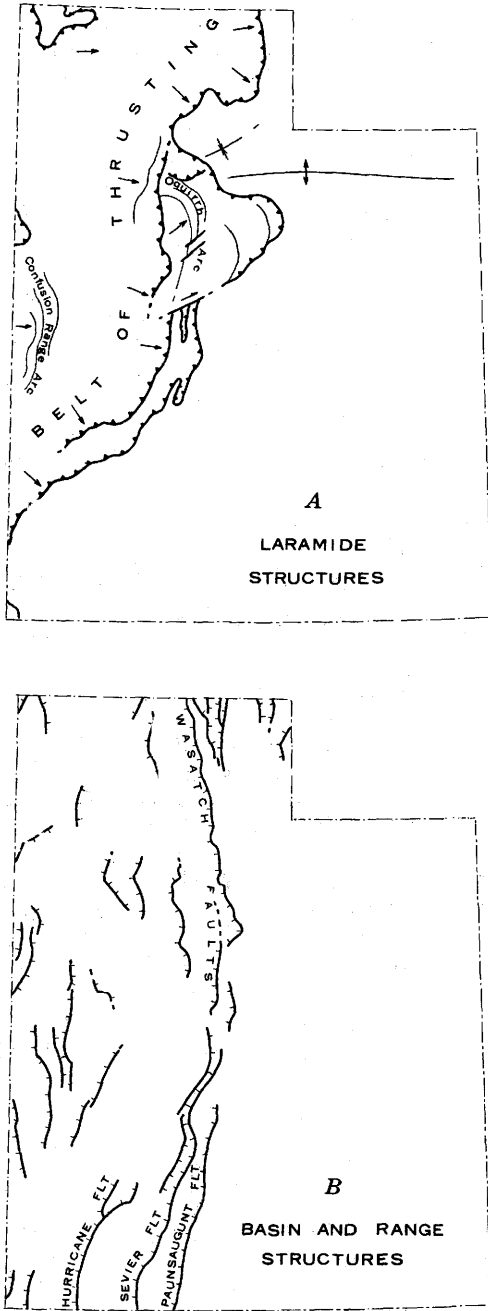 BELT OF THRUSTING
Oquirrh Arc
Confusion Range Arc
A
LARAMIDE
STRUCTURES
WASATCH FAULTS
HURRICANE FLT
SEVIER FLT
PAUNSAUGUNT FLT
B
BASIN AND RANGE
STRUCTURES